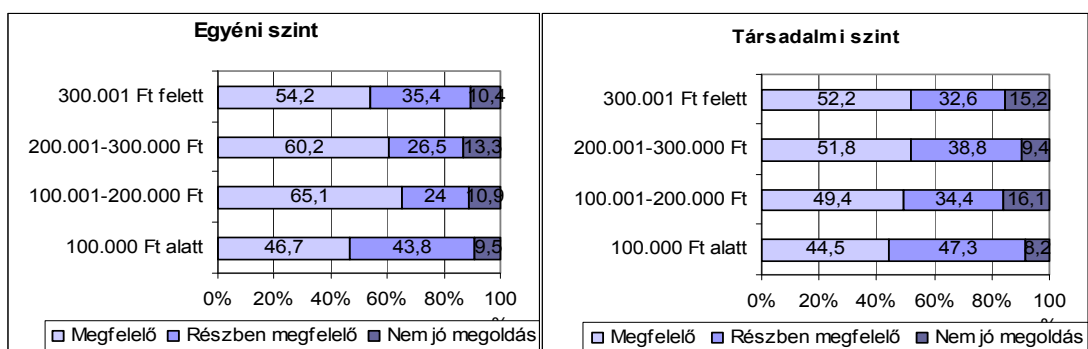 Egyéni szint
300.001 Ft felett 54,2 35,4 10,4
200.001-300.000 Ft 60,2 26,5 13,3
100.001-200.000 Ft 65,1 24 10,9
100.000 Ft alatt 46,7 43,8 9,5
0% 20% 40% 60% 80% 100
%
Megfelelő Részben megfelelő Nem jó megoldás
Társadalmi szint
300.001 Ft felett 52,2 32,6 15,2
200.001-300.000 Ft 51,8 38,8 9,4
100.001-200.000 Ft 49,4 34,4 16,1
100.000 Ft alatt 44,5 47,3 8,2
0% 20% 40% 60% 80% 100
%
Megfelelő Részben megfelelő Nem jó megoldás